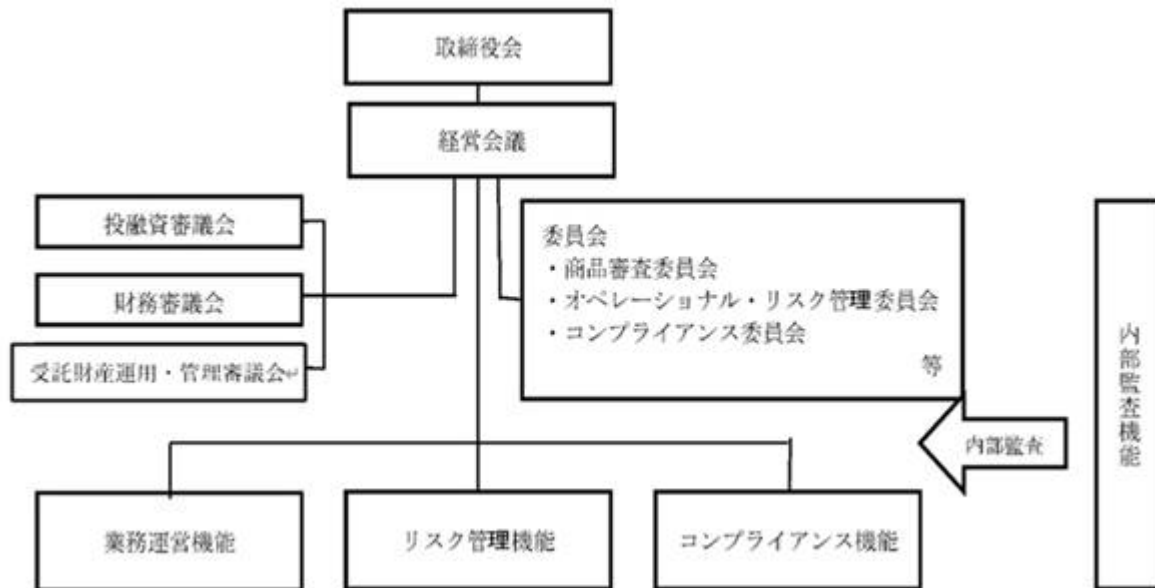 取締役会
経営会議
投融資審議会
財務審議会
受託財産運用・管理審議会↵
委員会
・商品審査委員会
・オペレーショナル・リスク管理委員会
・コンプライアンス委員会
等
内部監査機能
内部監査
業務運営機能
リスク管理機能
コンプライアンス機能